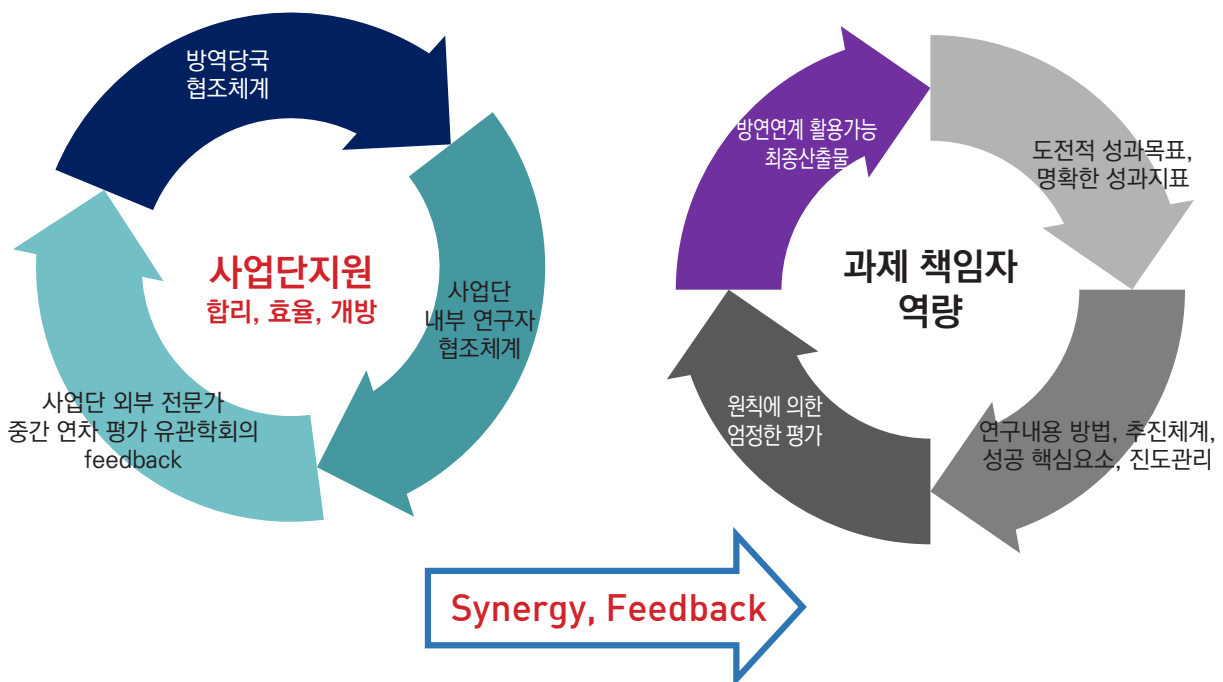 방역당국
협조체계
사업단지원
합리, 효율, 개방
사업단
내부 연구자
협조체계
사업단 외부 전문가
중간 연차 평가 유관학회의
feedback
방연연계 활용가능
최종산출물
도전적 성과목표,
명확한 성과지표
과제 책임자
역량
원칙에 의한
엄정한 평가
연구내용 방법, 추진체계,
성공 핵심요소, 진도관리
Synergy, Feedback